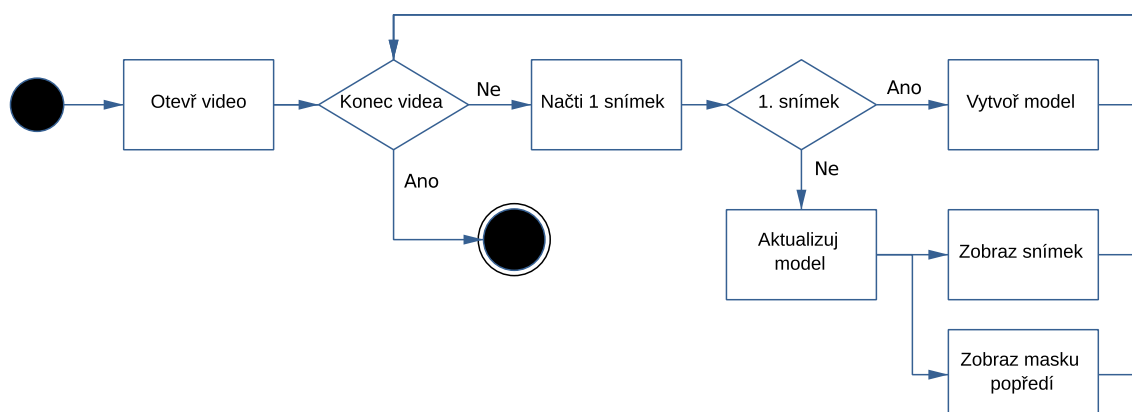 Otevř video
Konec videa
Ne
Načti 1 snímek
1. snímek
Ano
Vytvoř model
Ano
Ne
Aktualizuj
model
Zobraz snímek
Zobraz masku
popředí